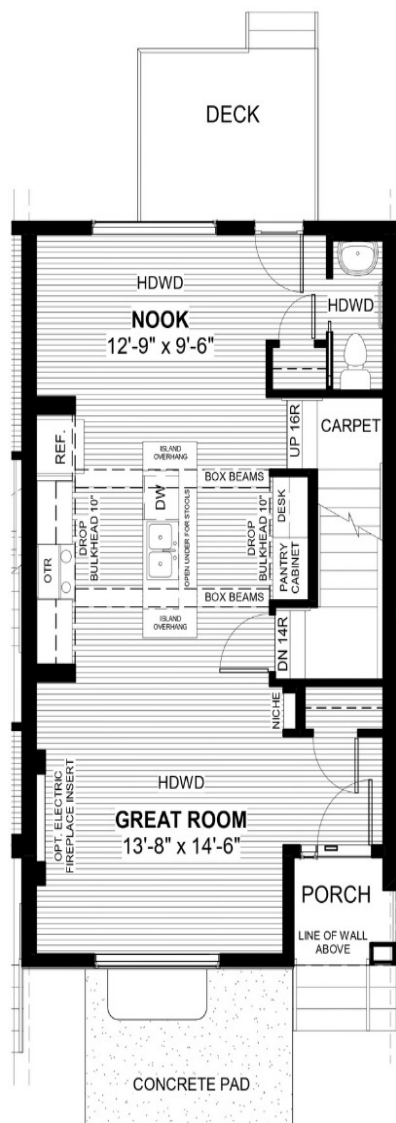 DECK
HDWD
NOOK
12'-9" x 9'-6"
HDWD
CARPET
UP 16R
REF.
ISLAND
OVERHANG
BOX BEAMS
DW
OPEN UNDER FOR STOOLS
DROP
BULKHEAD 10"
DROP
BULKHEAD 10"
DESK
PANTRY
CABINET
OTR
BOX BEAMS
ISLAND
OVERHANG
DN 14R
NICHE
OPT. ELECTRIC
FIREPLACE INSERT
HDWD
GREAT ROOM
13'-8" x 14'-6"
PORCH
LINE OF WALL
ABOVE
CONCRETE PAD